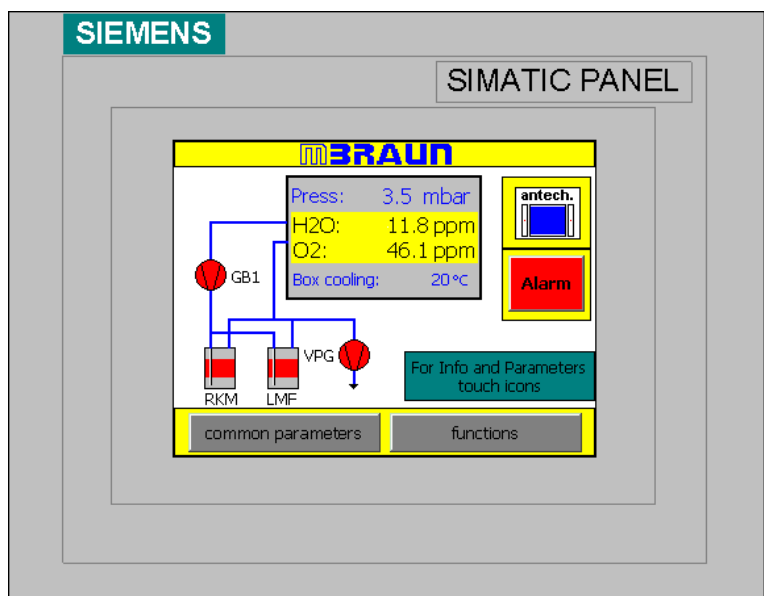 SIEMENS
SIMATIC PANEL
mBRAUN
Press: 3.5 mbar
H2O: 11.8 ppm
O2: 46.1 ppm
Box cooling: 20°C
antech.
Alarm
GB1
VPG
RKM
LMF
For Info and Parameters
touch icons
common parameters
functions